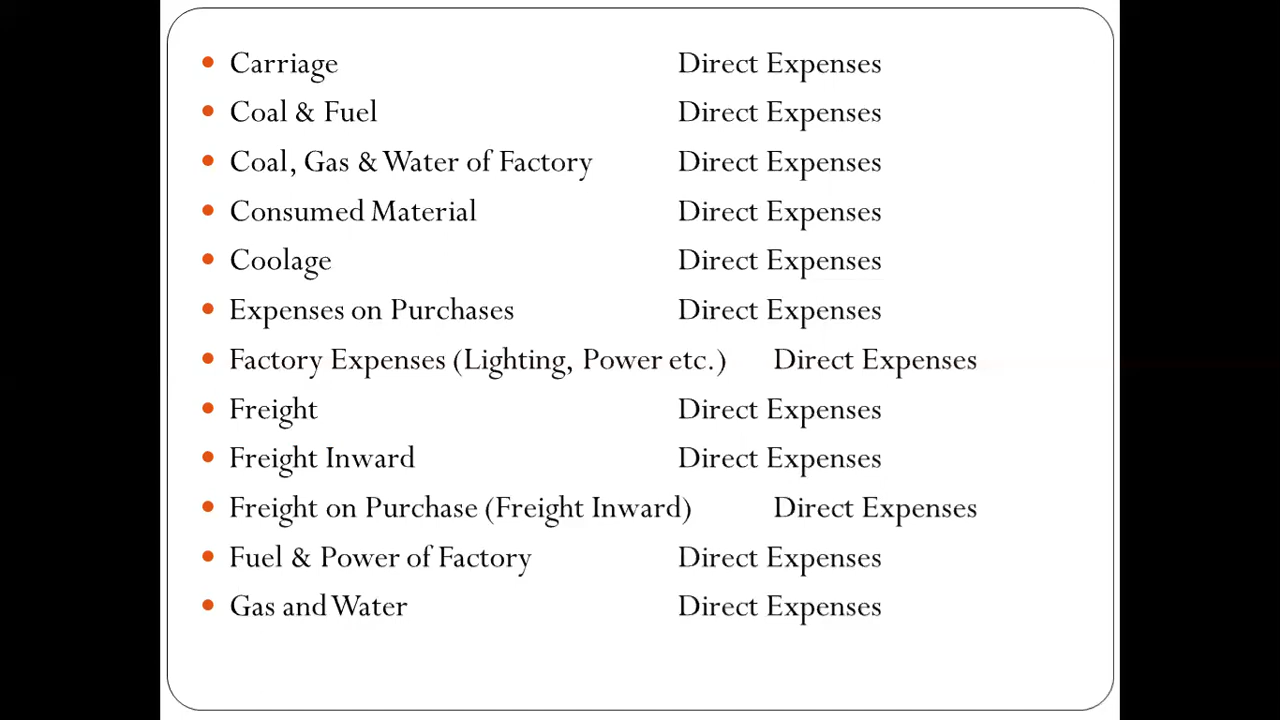 Carriage Direct Expenses
Coal & Fuel Direct Expenses
Coal, Gas & Water of Factory Direct Expenses
Consumed Material Direct Expenses
Coolage Direct Expenses
Expenses on Purchases Direct Expenses
Factory Expenses (Lighting, Power etc.) Direct Expenses
Freight Direct Expenses
Freight Inward Direct Expenses
Freight on Purchase (Freight Inward) Direct Expenses
Fuel & Power of Factory Direct Expenses
Gas and Water Direct Expenses